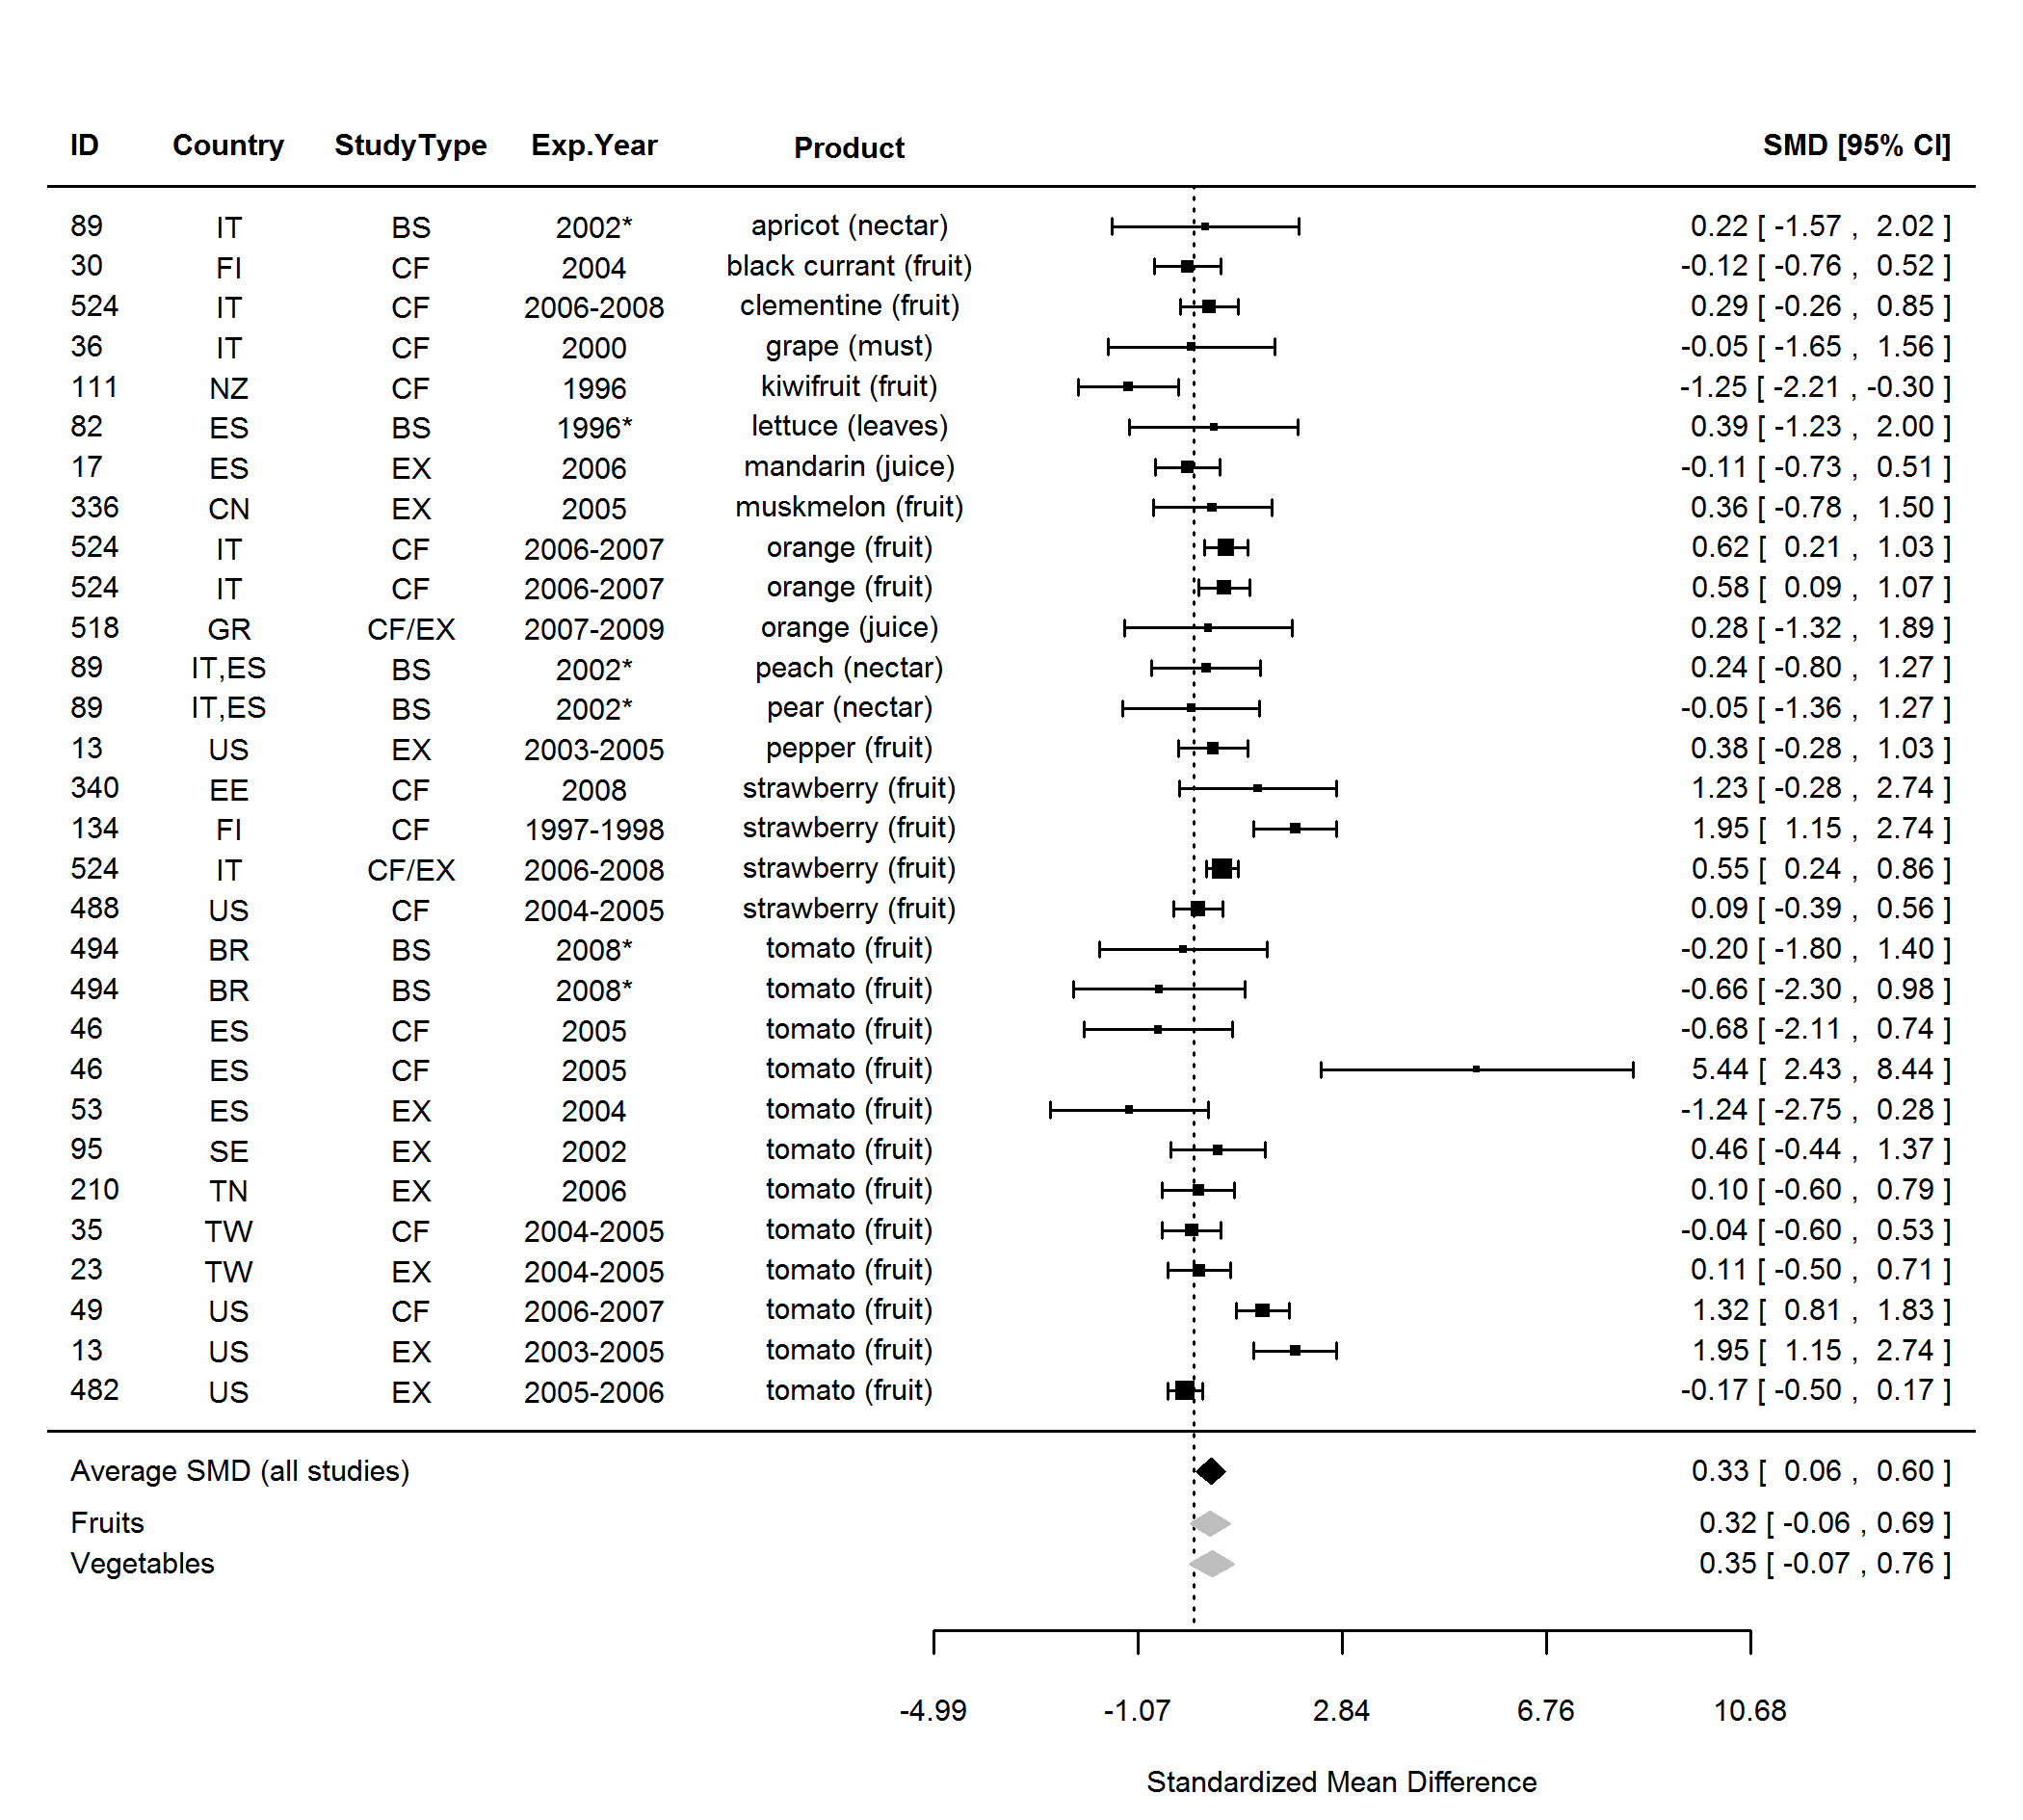 ID Country StudyType Exp.Year Product SMD [95% CI]
89 IT BS 2002* apricot (nectar) 0.22 [ -1.57 , 2.02 ]
30 FI CF 2004 black currant (fruit) -0.12 [ -0.76 , 0.52 ]
524 IT CF 2006-2008 clementine (fruit) 0.29 [ -0.26 , 0.85 ]
36 IT CF 2000 grape (must) -0.05 [ -1.65 , 1.56 ]
111 NZ CF 1996 kiwifruit (fruit) -1.25 [ -2.21 , -0.30 ]
82 ES BS 1996* lettuce (leaves) 0.39 [ -1.23 , 2.00 ]
17 ES EX 2006 mandarin (juice) -0.11 [ -0.73 , 0.51 ]
336 CN EX 2005 muskmelon (fruit) 0.36 [ -0.78 , 1.50 ]
524 IT CF 2006-2007 orange (fruit) 0.62 [ 0.21 , 1.03 ]
524 IT CF 2006-2007 orange (fruit) 0.58 [ 0.09 , 1.07 ]
518 GR CF/EX 2007-2009 orange (juice) 0.28 [ -1.32 , 1.89 ]
89 IT,ES BS 2002* peach (nectar) 0.24 [ -0.80 , 1.27 ]
89 IT,ES BS 2002* pear (nectar) -0.05 [ -1.36 , 1.27 ]
13 US EX 2003-2005 pepper (fruit) 0.38 [ -0.28 , 1.03 ]
340 EE CF 2008 strawberry (fruit) 1.23 [ -0.28 , 2.74 ]
134 FI CF 1997-1998 strawberry (fruit) 1.95 [ 1.15 , 2.74 ]
524 IT CF/EX 2006-2008 strawberry (fruit) 0.55 [ 0.24 , 0.86 ]
488 US CF 2004-2005 strawberry (fruit) 0.09 [ -0.39 , 0.56 ]
494 BR BS 2008* tomato (fruit) -0.20 [ -1.80 , 1.40 ]
494 BR BS 2008* tomato (fruit) -0.66 [ -2.30 , 0.98 ]
46 ES CF 2005 tomato (fruit) -0.68 [ -2.11 , 0.74 ]
46 ES CF 2005 tomato (fruit) 5.44 [ 2.43 , 8.44 ]
53 ES EX 2004 tomato (fruit) -1.24 [ -2.75 , 0.28 ]
95 SE EX 2002 tomato (fruit) 0.46 [ -0.44 , 1.37 ]
210 TN EX 2006 tomato (fruit) 0.10 [ -0.60 , 0.79 ]
35 TW CF 2004-2005 tomato (fruit) -0.04 [ -0.60 , 0.53 ]
23 TW EX 2004-2005 tomato (fruit) 0.11 [ -0.50 , 0.71 ]
49 US CF 2006-2007 tomato (fruit) 1.32 [ 0.81 , 1.83 ]
13 US EX 2003-2005 tomato (fruit) 1.95 [ 1.15 , 2.74 ]
482 US EX 2005-2006 tomato (fruit) -0.17 [ -0.50 , 0.17 ]
Average SMD (all studies) 0.33 [ 0.06 , 0.60 ]
Fruits 0.32 [ -0.06 , 0.69 ]
Vegetables 0.35 [ -0.07 , 0.76 ]
-4.99 -1.07 2.84 6.76 10.68
Standardized Mean Difference